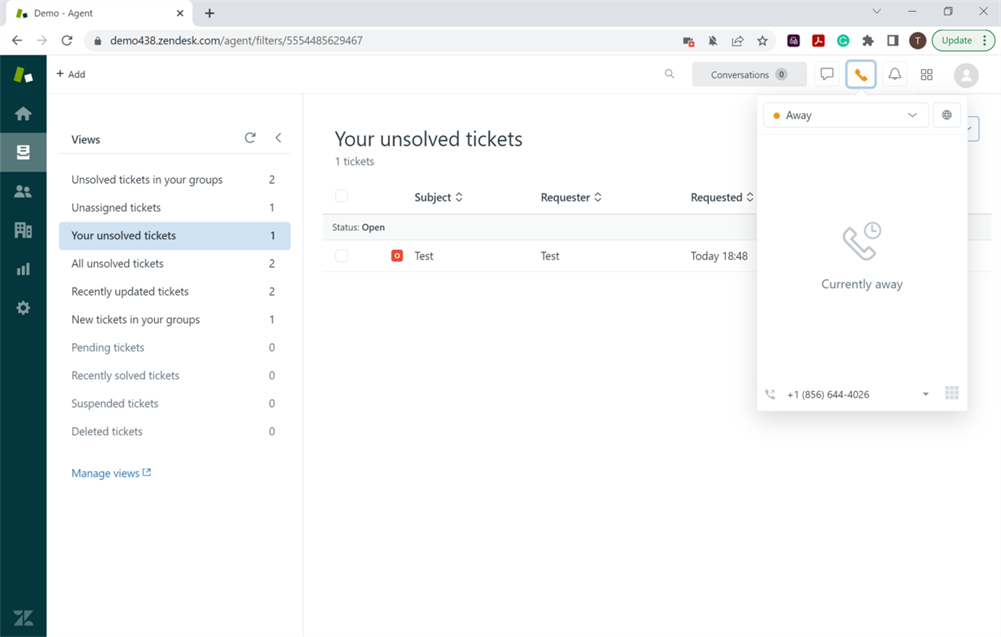 Demo - Agent
demo438.zendesk.com/agent/filters/5554485629467
T
Update
+ Add
Conversations 0
Views
Unsolved tickets in your groups 2
Unassigned tickets 1
Your unsolved tickets 1
All unsolved tickets 2
Recently updated tickets 2
New tickets in your groups 1
Pending tickets 0
Recently solved tickets 0
Suspended tickets 0
Deleted tickets 0
Manage views
Your unsolved tickets
1 tickets
Subject Requester Requested
Status: Open
O Test Test Today 18:48
Away
Currently away
+1 (856) 644-4026